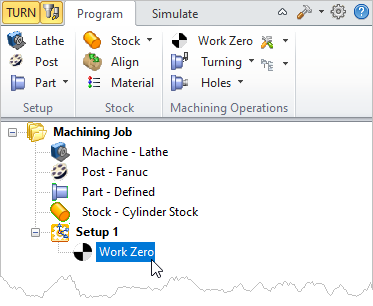 TURN Program Simulate
Lathe Stock Work Zero
Post Align Turning
Part Material Holes
Setup Stock Machining Operations
Machining Job
Machine - Lathe
Post - Fanuc
Part - Defined
Stock - Cylinder Stock
Setup 1
Work Zero